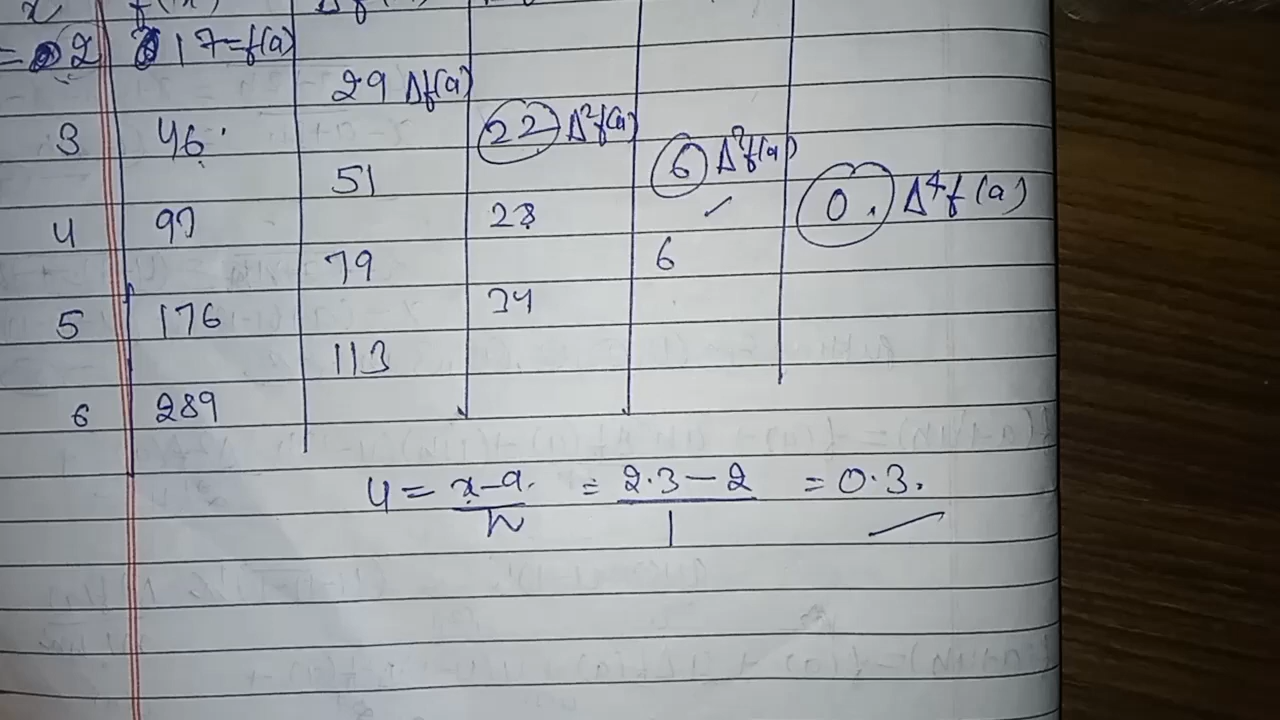 x f(x) Δf(x)
= 2 17=f(a)
29 Δf(a)
3 46 22 Δ²f(a)
51 6 Δ³f(a)
4 97 28 0. Δ⁴f(a)
79 6
5 176 34
113
6 289
u = x-a / h = 2.3-2 / 1 = 0.3.